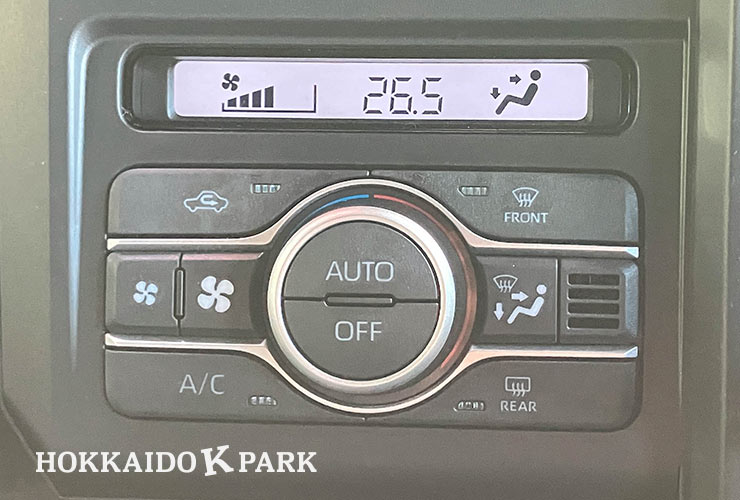 26.5
FRONT
AUTO
OFF
A/C
REAR
HOKKAIDO K PARK